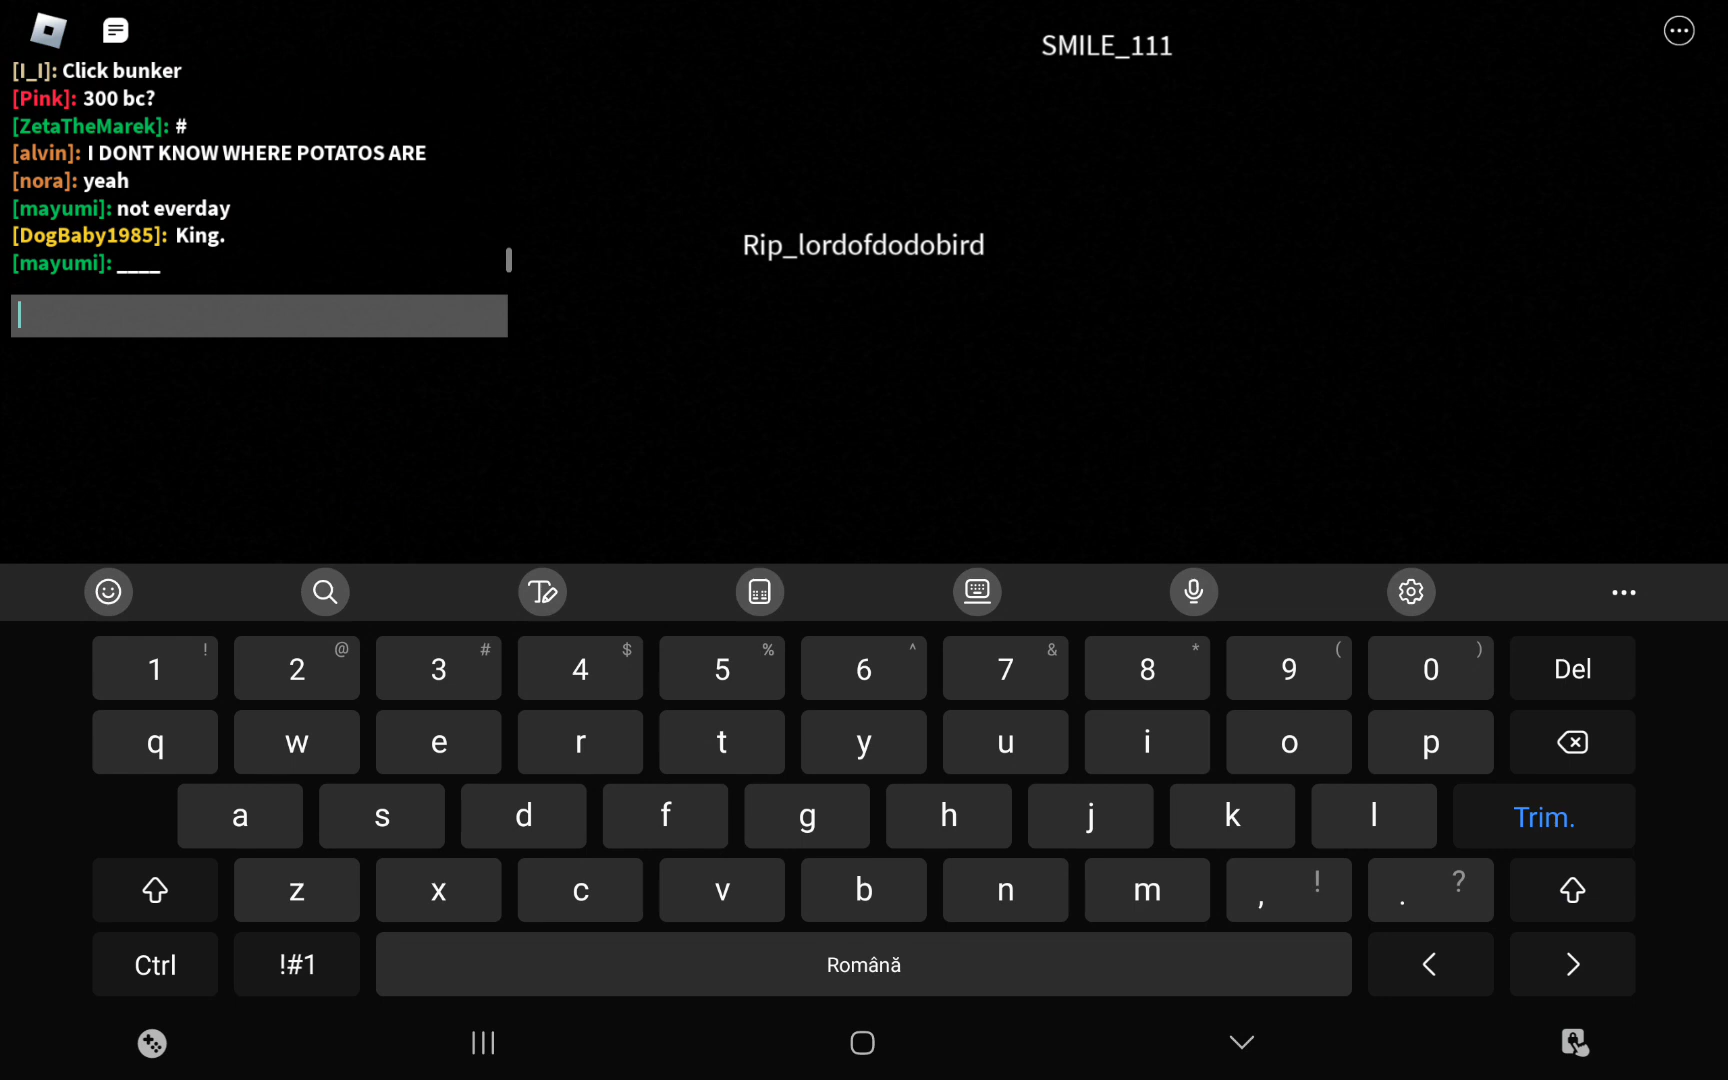 SMILE_111
[I_I]: Click bunker
[Pink]: 300 bc?
[ZetaTheMarek]: #
[alvin]: I DONT KNOW WHERE POTATOS ARE
[nora]: yeah
[mayumi]: not everday
[DogBaby1985]: King.
[mayumi]: ____
Rip_lordofdodobird
1 ! 2 @ 3 # 4 $ 5 % 6 ^ 7 & 8 * 9 ( 0 ) Del
q w e r t y u i o p
a s d f g h j k l Trim.
z x c v b n m , ! . ?
Ctrl !#1 Română < >